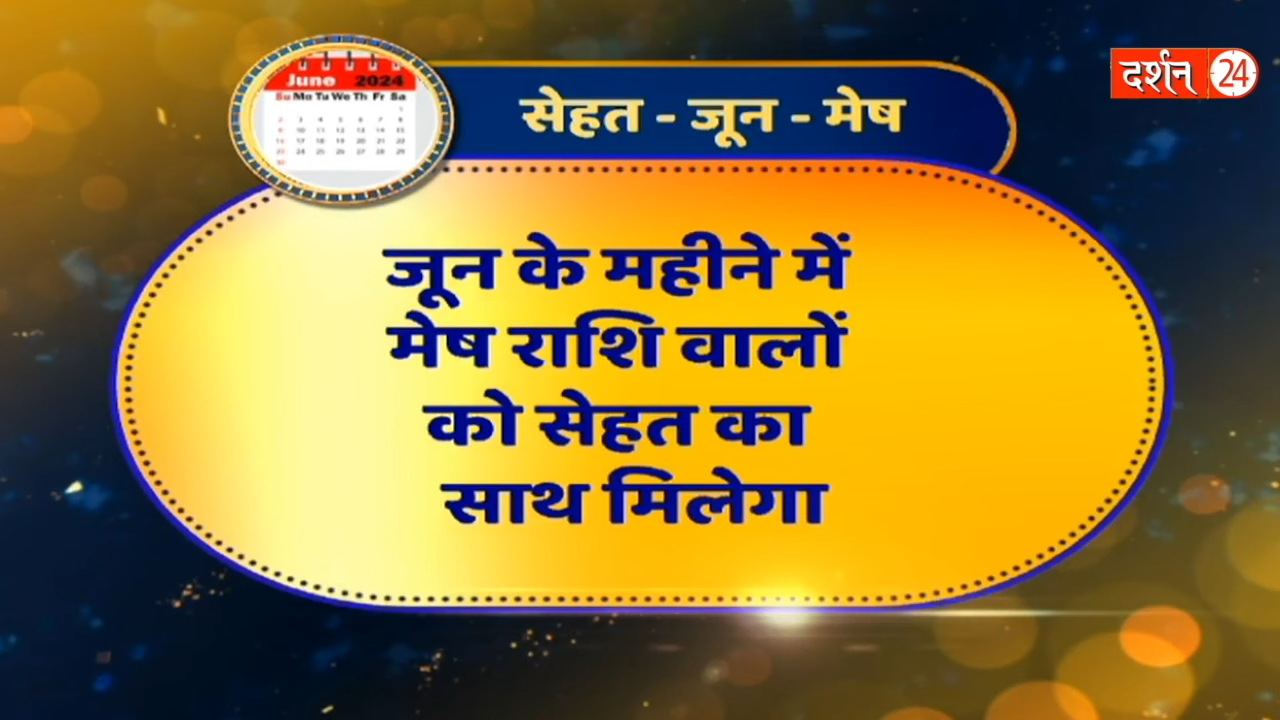 दर्शन 24
June 2024
Su Mo Tu We Th Fr Sa
सेहत - जून - मेष
जून के महीने में
मेष राशि वालों
को सेहत का
साथ मिलेगा